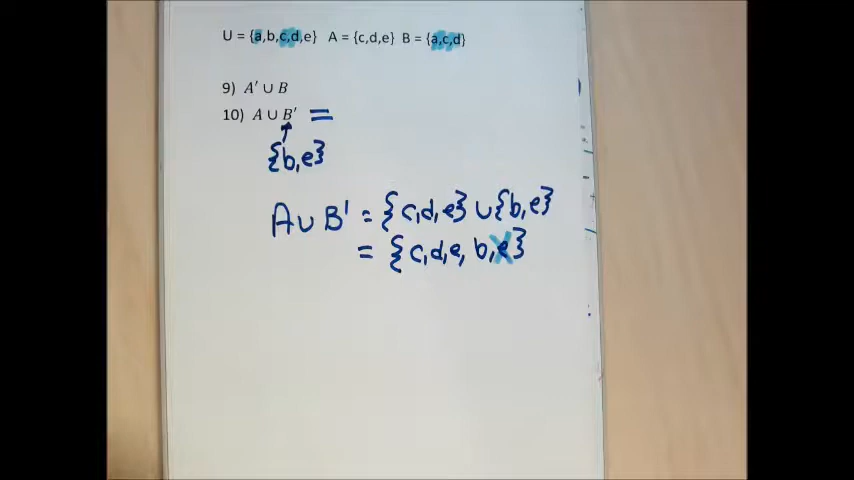 U = {a,b,c,d,e} A = {c,d,e} B = {a,c,d}
9) A′ ∪ B
10) A ∪ B′ =
{b,e}
A ∪ B' = {c,d,e} ∪ {b,e}
= {c,d,e, b,e}